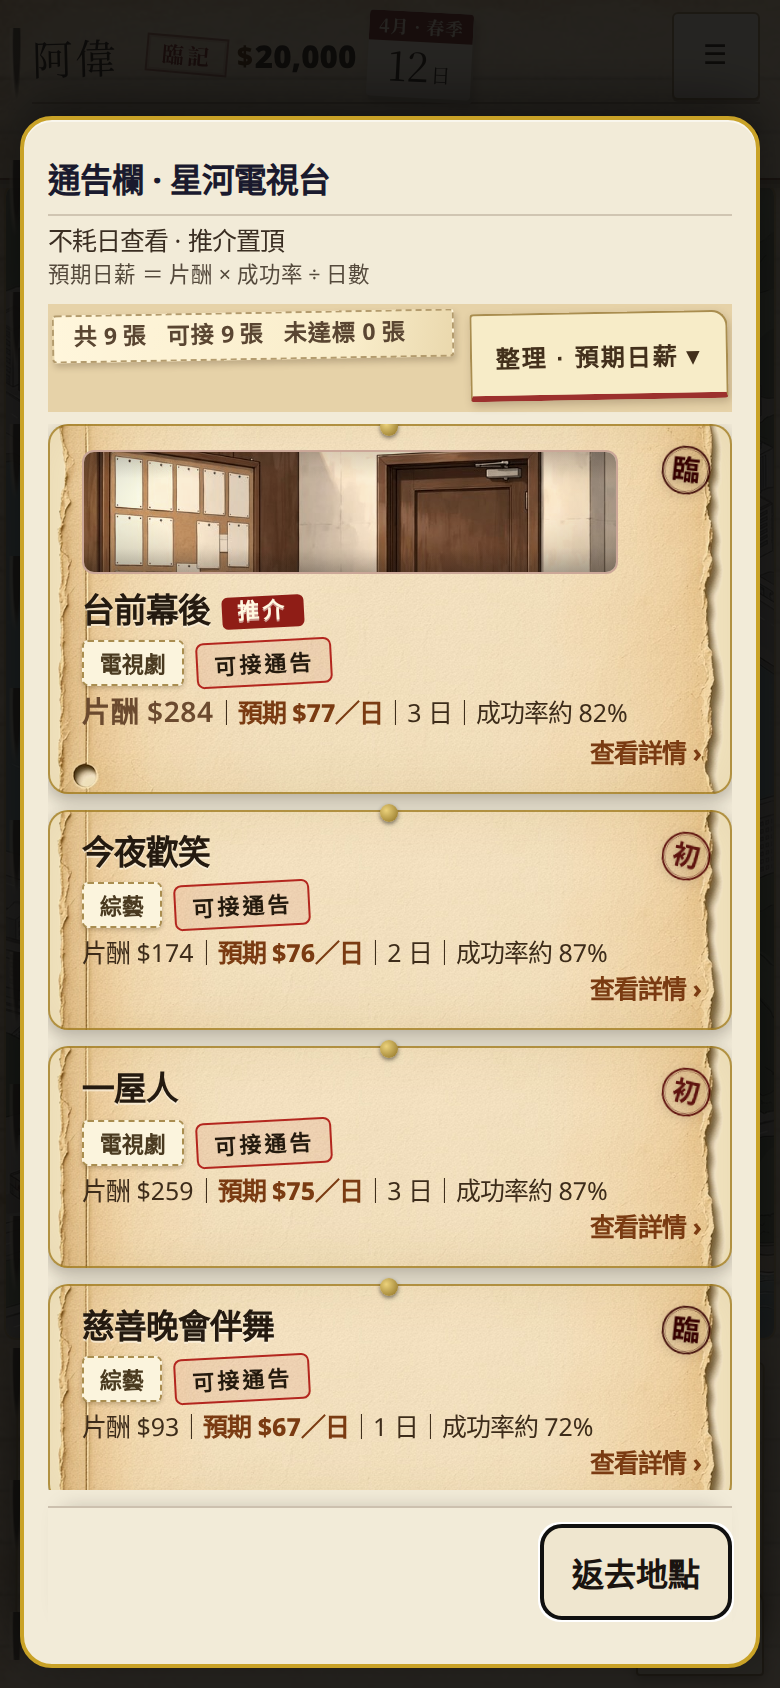 阿偉 臨記 $20,000 4月·春季 12日 ☰
通告欄·星河電視台
不耗日查看·推介置頂
預期日薪 ＝ 片酬 × 成功率 ÷ 日數
共 9 張 可接 9 張 未達標 0 張
整理 · 預期日薪 ▾
臨
台前幕後 推介
電視劇 可接通告
片酬 $284｜預期 $77／日｜3 日｜成功率約 82%
查看詳情 ›
今夜歡笑 初
綜藝 可接通告
片酬 $174｜預期 $76／日｜2 日｜成功率約 87%
查看詳情 ›
一屋人 初
電視劇 可接通告
片酬 $259｜預期 $75／日｜3 日｜成功率約 87%
查看詳情 ›
慈善晚會伴舞 臨
綜藝 可接通告
片酬 $93｜預期 $67／日｜1 日｜成功率約 72%
查看詳情 ›
返去地點